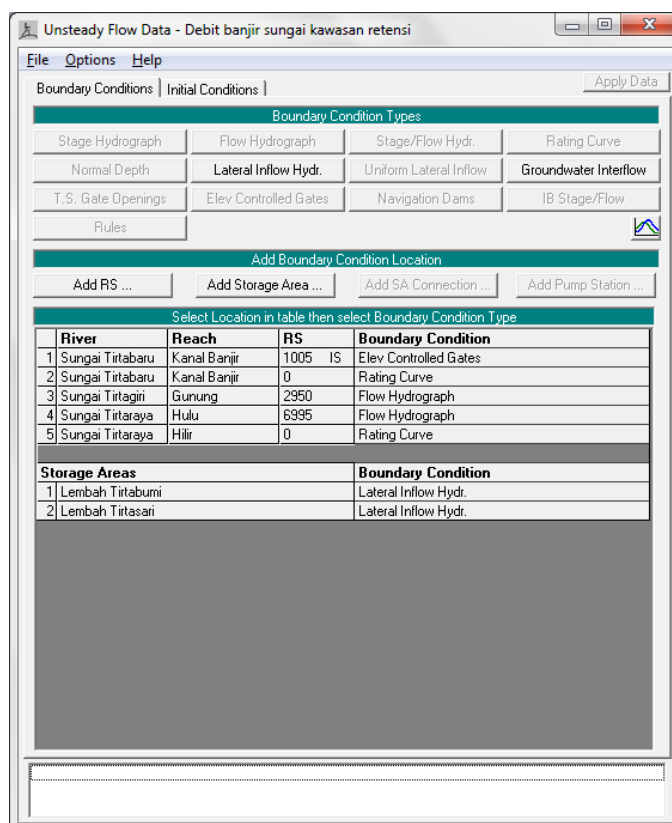 Unsteady Flow Data - Debit banjir sungai kawasan retensi
File Options Help
Boundary Conditions Initial Conditions Apply Data
Boundary Condition Types
Stage Hydrograph Flow Hydrograph Stage/Flow Hydr. Rating Curve
Normal Depth Lateral Inflow Hydr. Uniform Lateral Inflow Groundwater Interflow
T.S. Gate Openings Elev Controlled Gates Navigation Dams IB Stage/Flow
Rules
Add Boundary Condition Location
Add RS ... Add Storage Area ... Add SA Connection ... Add Pump Station ...
Select Location in table then select Boundary Condition Type
River Reach RS Boundary Condition
1 Sungai Tirtabaru Kanal Banjir 1005 IS Elev Controlled Gates
2 Sungai Tirtabaru Kanal Banjir 0 Rating Curve
3 Sungai Tirtagiri Gunung 2950 Flow Hydrograph
4 Sungai Tirtaraya Hulu 6995 Flow Hydrograph
5 Sungai Tirtaraya Hilir 0 Rating Curve
Storage Areas Boundary Condition
1 Lembah Tirtabumi Lateral Inflow Hydr.
2 Lembah Tirtasari Lateral Inflow Hydr.